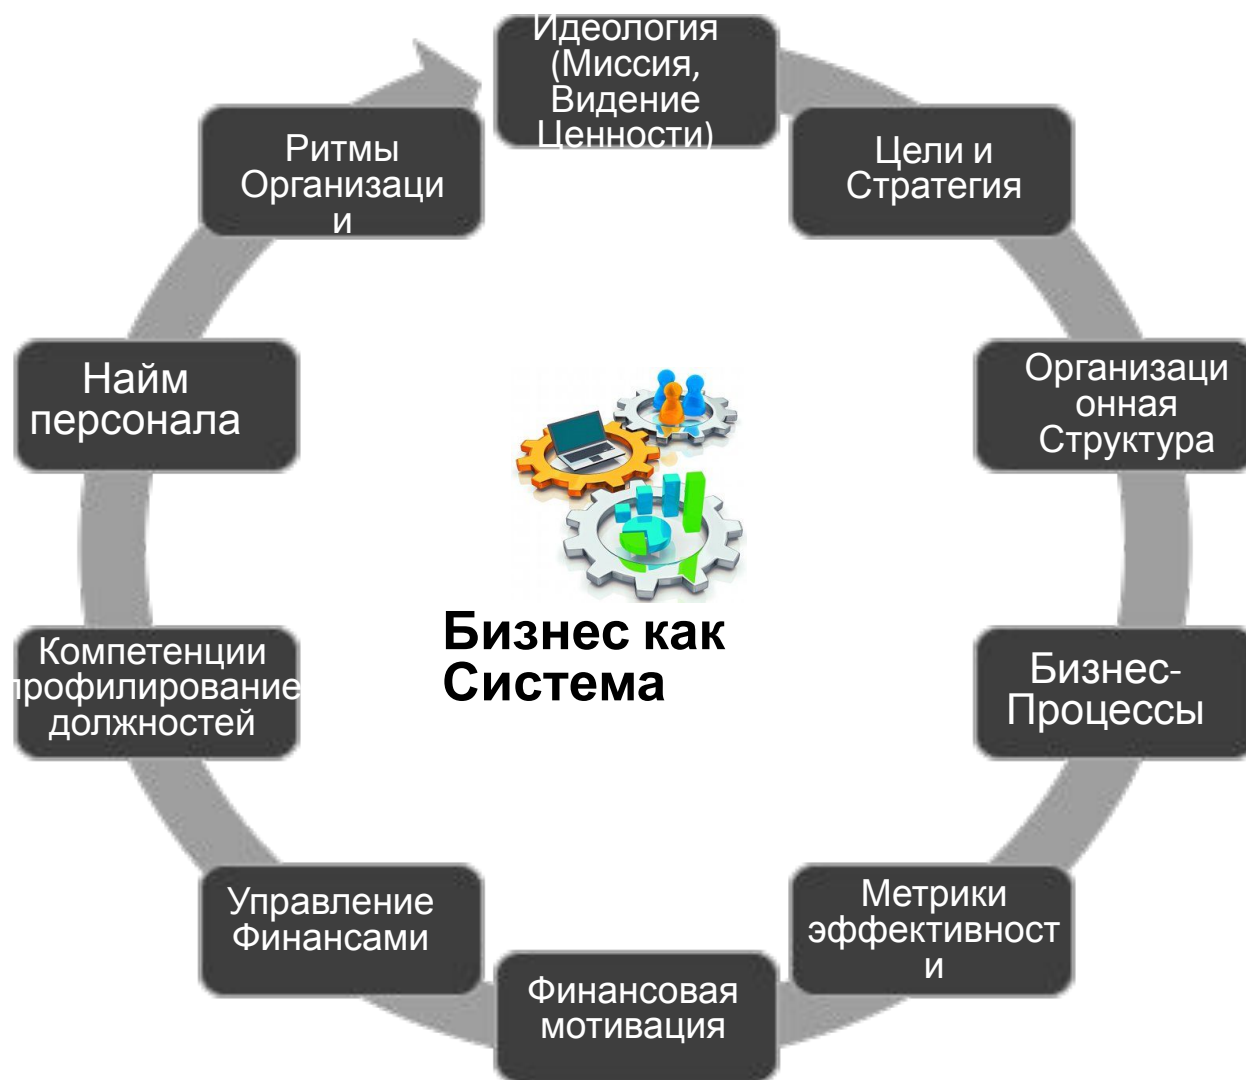 Идеология
(Миссия,
Видение
Ценности)
Цели и
Стратегия
Организаци
онная
Структура
Бизнес-
Процессы
Метрики
эффективност
и
Финансовая
мотивация
Управление
Финансами
Компетенции
профилирование
должностей
Найм
персонала
Ритмы
Организаци
и
Бизнес как
Система